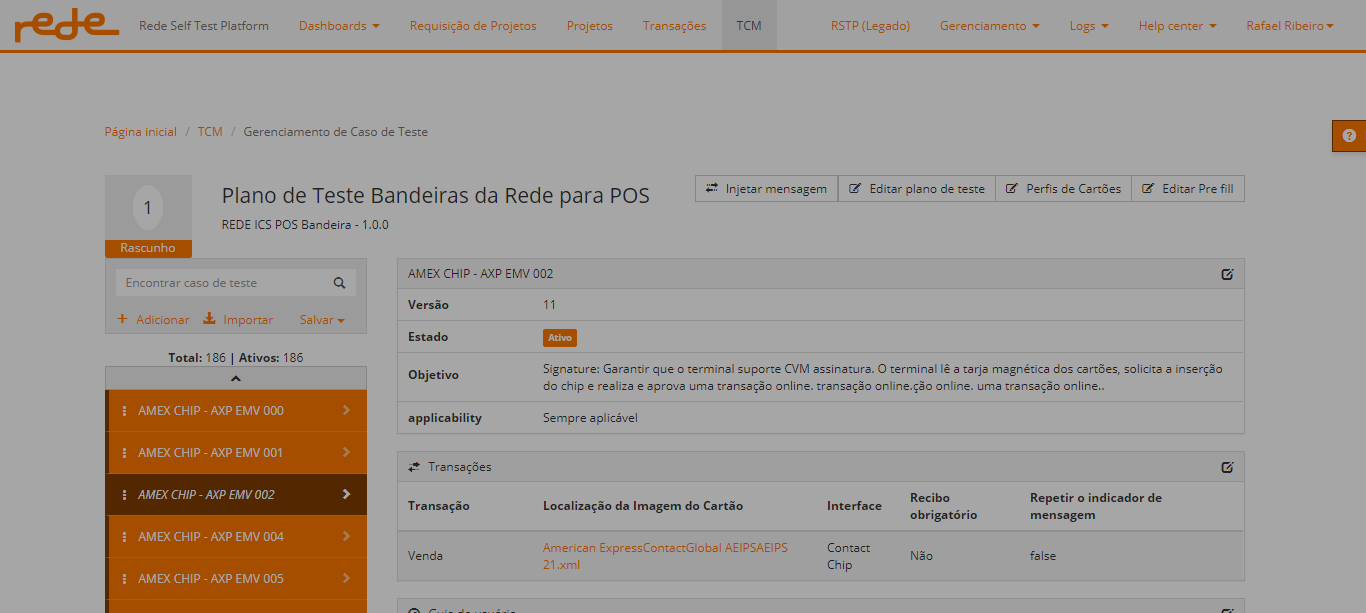 rede Rede Self Test Platform Dashboards Requisição de Projetos Projetos Transações TCM RSTP (Legado) Gerenciamento Logs Help center Rafael Ribeiro
Página inicial / TCM / Gerenciamento de Caso de Teste
1
Rascunho
Plano de Teste Bandeiras da Rede para POS
REDE ICS POS Bandeira - 1.0.0
Injetar mensagem Editar plano de teste Perfis de Cartões Editar Pre fill
Encontrar caso de teste
+ Adicionar Importar Salvar
Total: 186 | Ativos: 186
AMEX CHIP - AXP EMV 000
AMEX CHIP - AXP EMV 001
AMEX CHIP - AXP EMV 002
AMEX CHIP - AXP EMV 004
AMEX CHIP - AXP EMV 005
AMEX CHIP - AXP EMV 002
Versão 11
Estado Ativo
Objetivo Signature: Garantir que o terminal suporte CVM assinatura. O terminal lê a tarja magnética dos cartões, solicita a inserção
do chip e realiza e aprova uma transação online. transação online.ção online. uma transação online..
applicability Sempre aplicável
Transações
Transação Localização da Imagem do Cartão Interface Recibo obrigatório Repetir o indicador de mensagem
Venda American ExpressContactGlobal AEIPSAEIPS 21.xml Contact Chip Não false
Guia do usuário